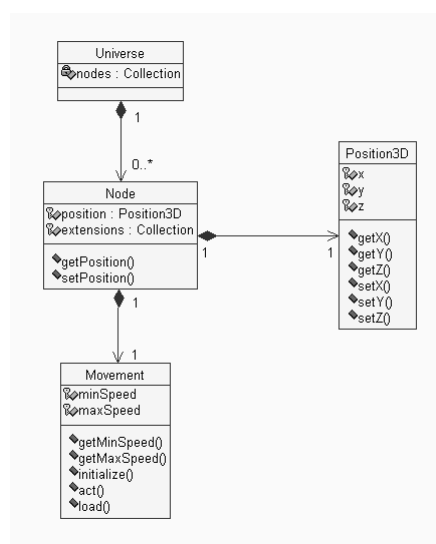 Universe
nodes : Collection
1
0..*
Node
position : Position3D
extensions : Collection
getPosition()
setPosition()
1
1
Position3D
x
y
z
getX()
getY()
getZ()
setX()
setY()
setZ()
1
1
Movement
minSpeed
maxSpeed
getMinSpeed()
getMaxSpeed()
initialize()
act()
load()